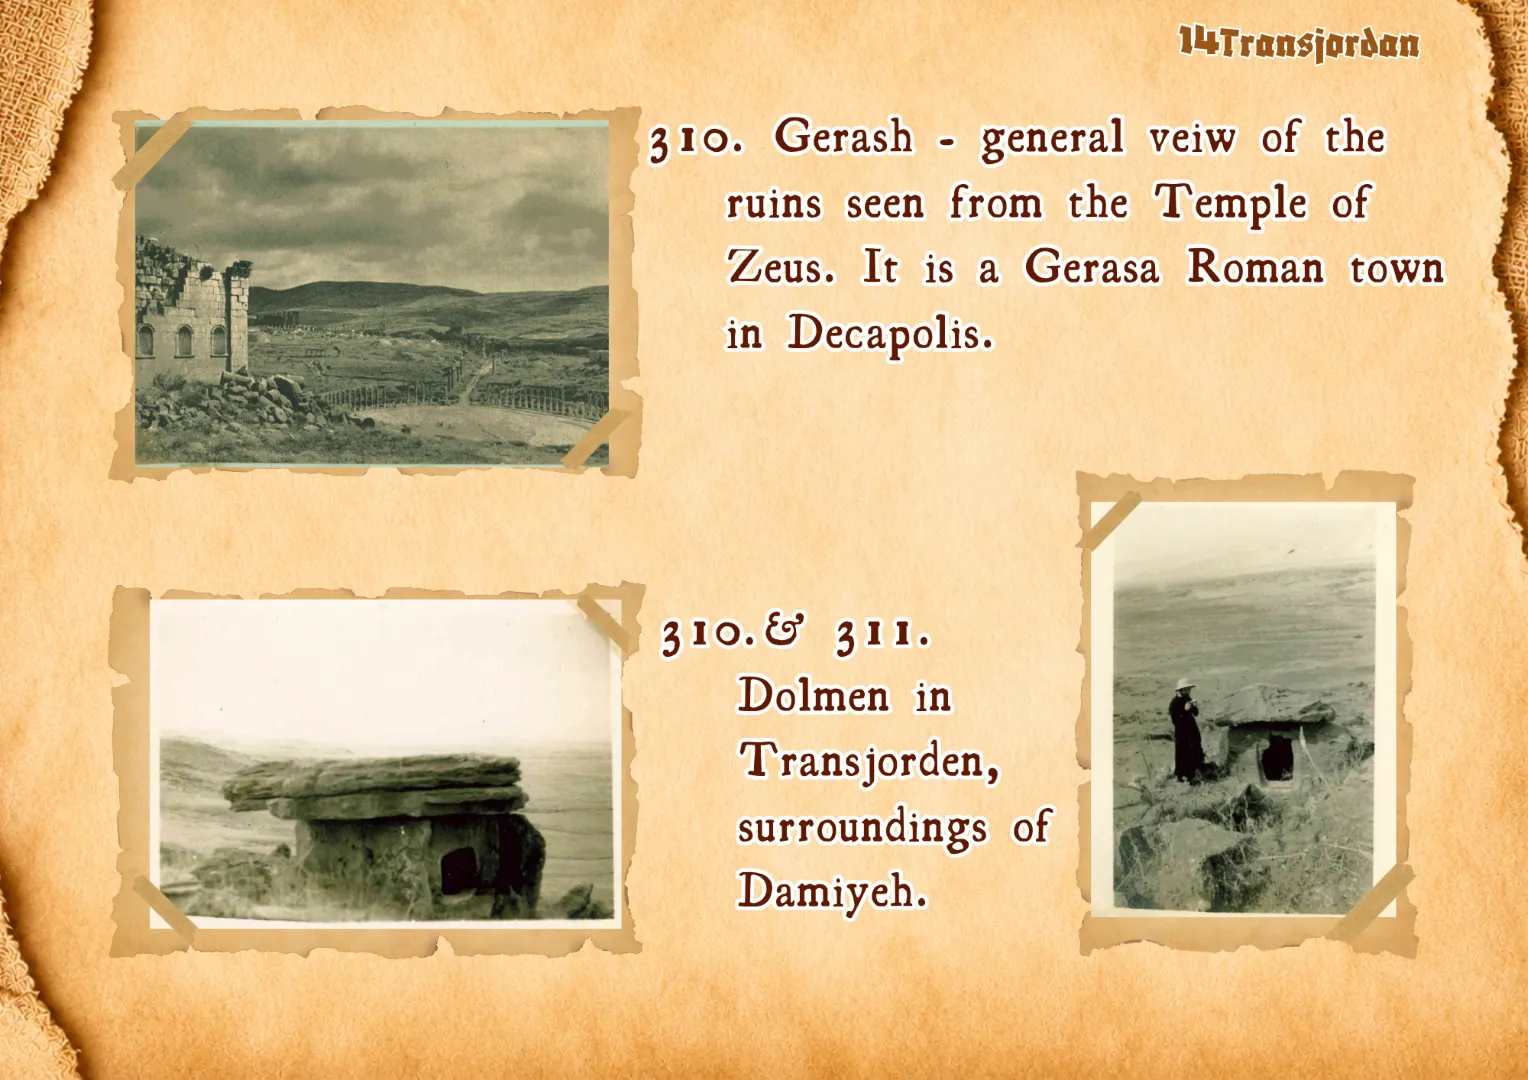 14Transjordan
310. Gerash - general veiw of the
ruins seen from the Temple of
Zeus. It is a Gerasa Roman town
in Decapolis.
310.& 311.
Dolmen in
Transjorden,
surroundings of
Damiyeh.